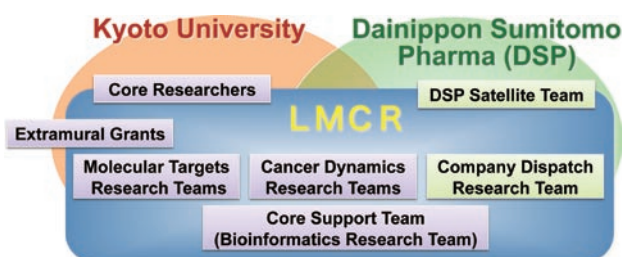 Kyoto University
Dainippon Sumitomo
Pharma (DSP)
Core Researchers
DSP Satellite Team
LMCR
Extramural Grants
Molecular Targets
Research Teams
Cancer Dynamics
Research Teams
Company Dispatch
Research Team
Core Support Team
(Bioinformatics Research Team)